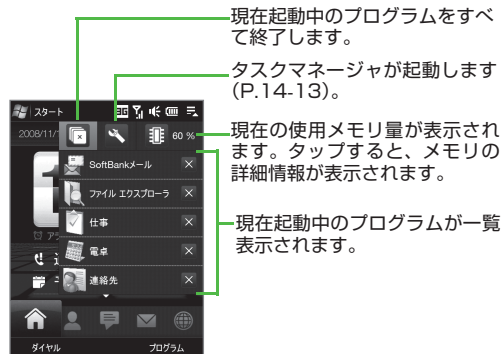 現在起動中のプログラムをすべ
て終了します。
タスクマネージャが起動します
(P.14-13)。
現在の使用メモリ量が表示され
ます。タップすると、メモリの
詳細情報が表示されます。
現在起動中のプログラムが一覧
表示されます。
スタート 3G
2008/11/ 60 %
SoftBankメール
ファイル エクスプローラ
仕事
電卓
連絡先
ダイヤル プログラム